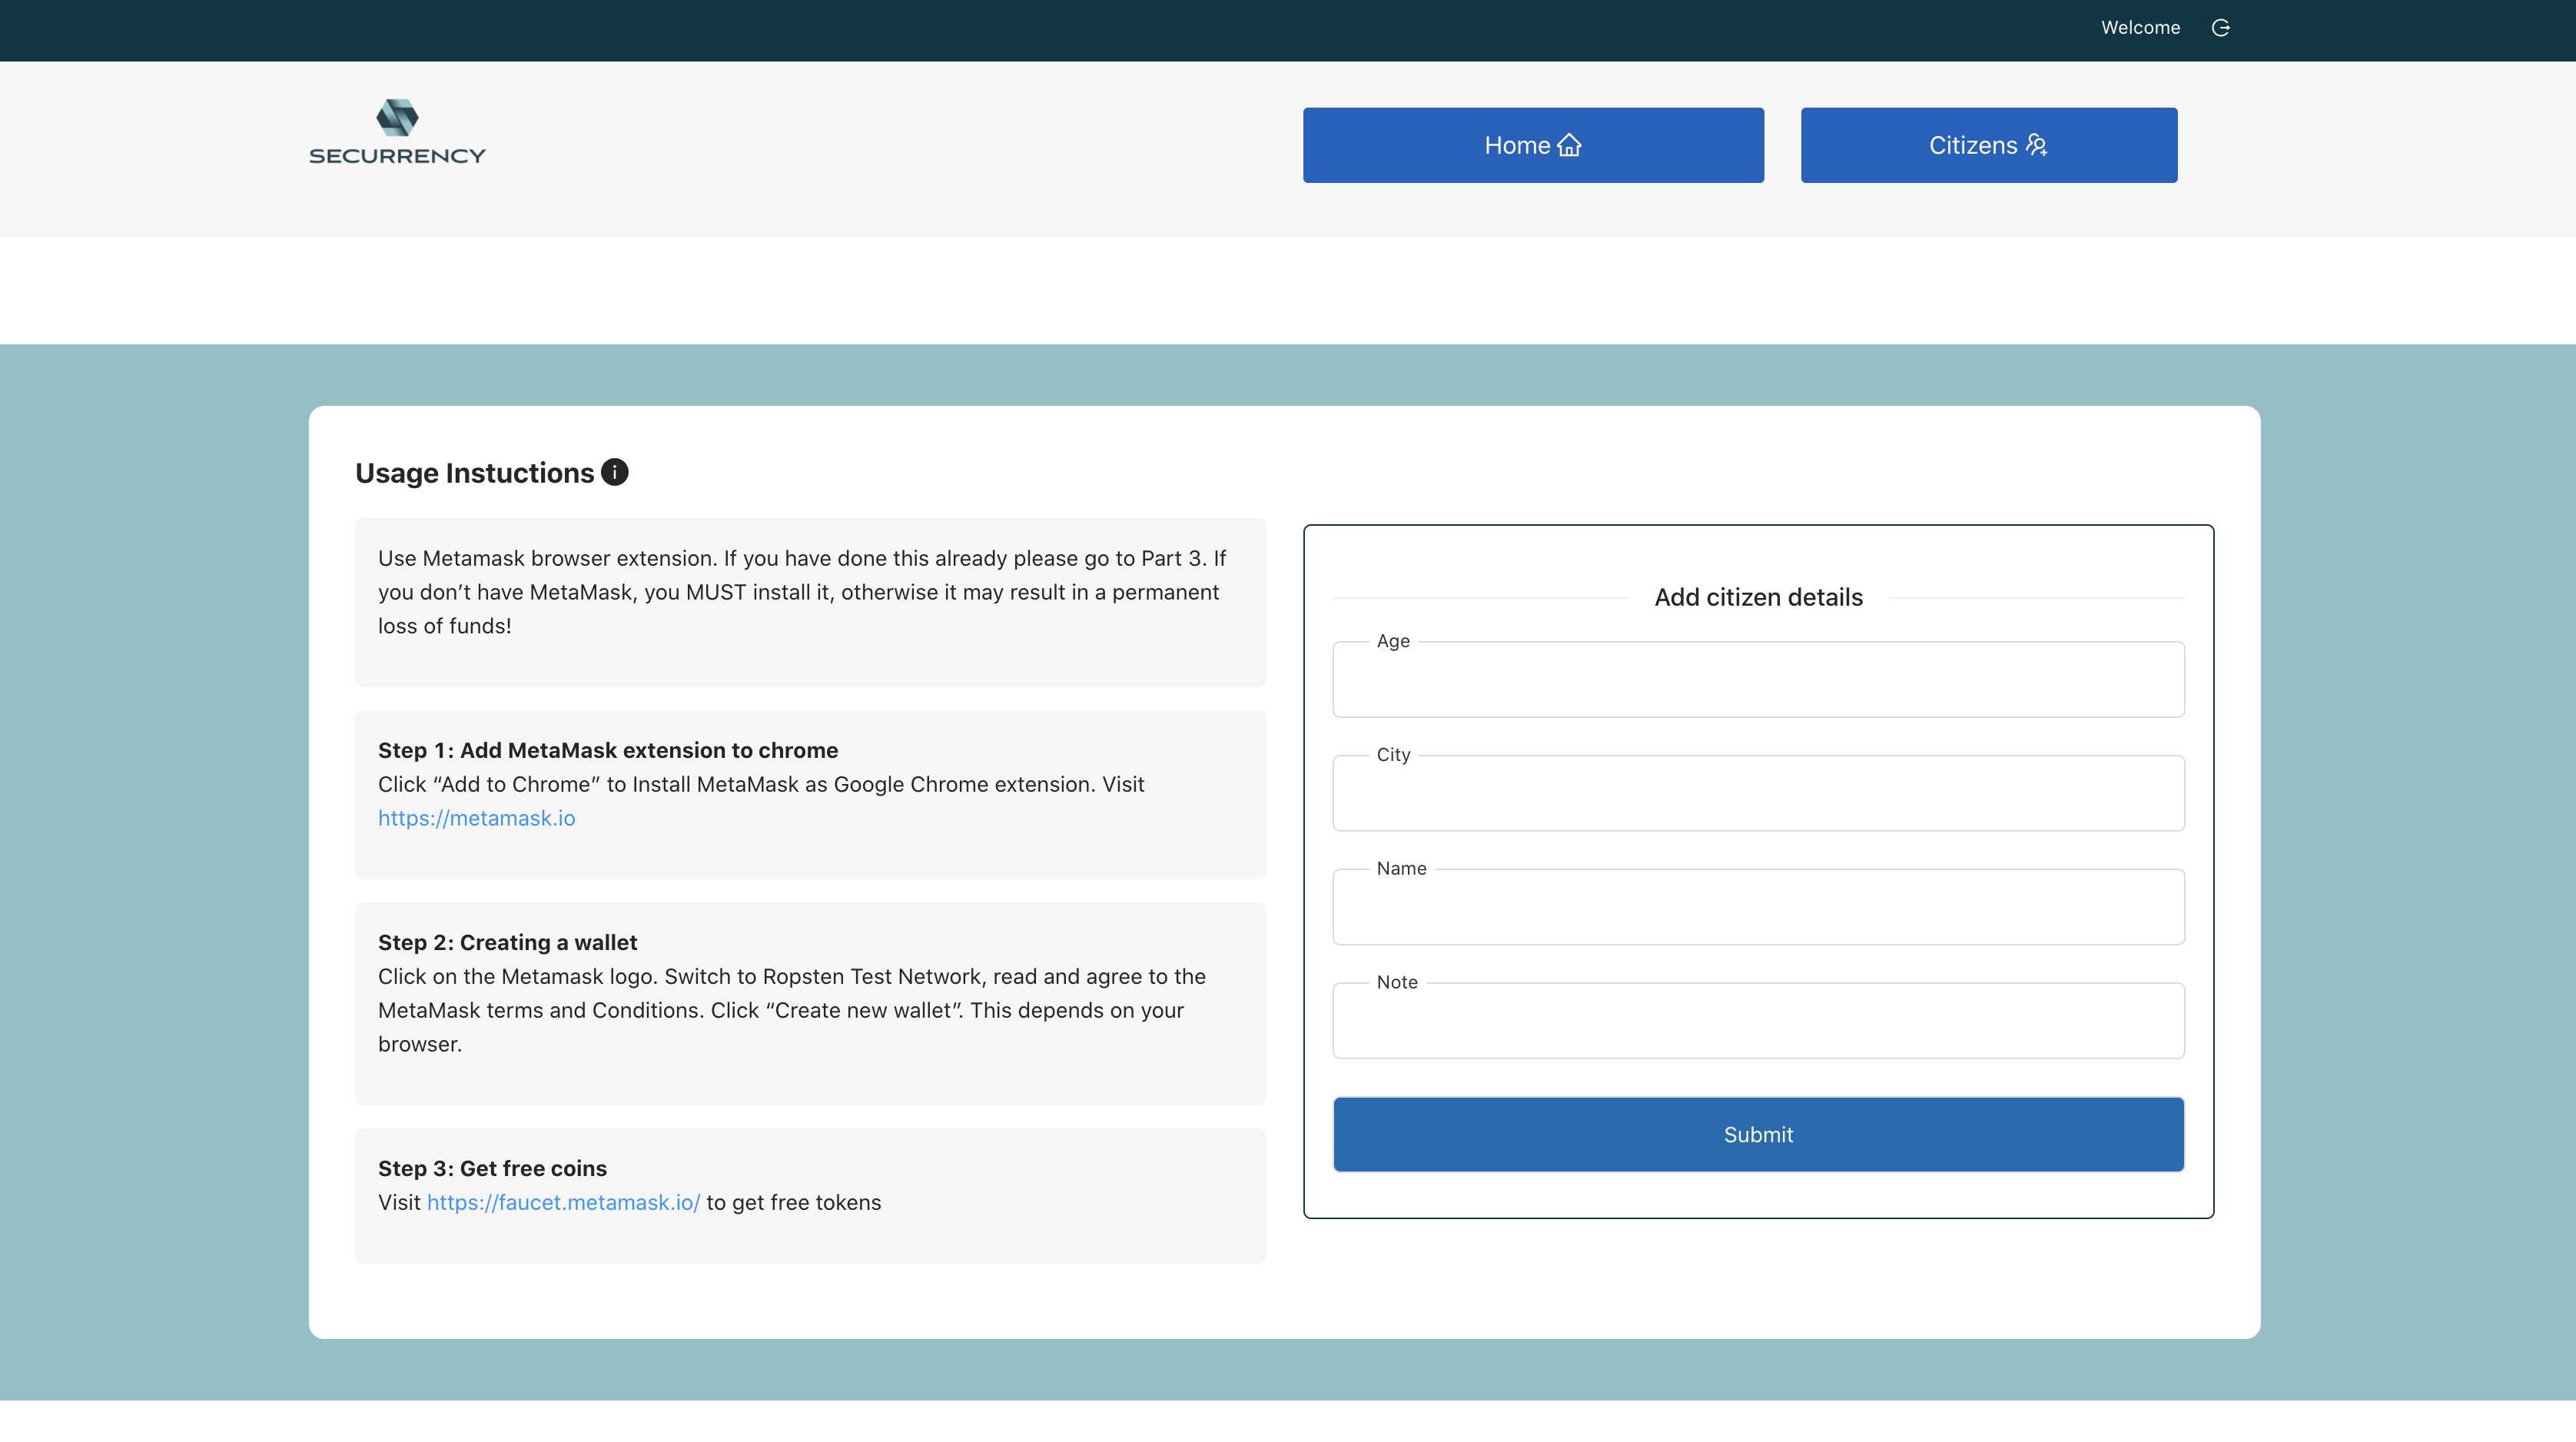 Welcome
SECURRENCY
Home
Citizens
Usage Instuctions
Use Metamask browser extension. If you have done this already please go to Part 3. If
you don’t have MetaMask, you MUST install it, otherwise it may result in a permanent
loss of funds!
Step 1: Add MetaMask extension to chrome
Click “Add to Chrome” to Install MetaMask as Google Chrome extension. Visit
https://metamask.io
Step 2: Creating a wallet
Click on the Metamask logo. Switch to Ropsten Test Network, read and agree to the
MetaMask terms and Conditions. Click “Create new wallet”. This depends on your
browser.
Step 3: Get free coins
Visit https://faucet.metamask.io/ to get free tokens
Add citizen details
Age
City
Name
Note
Submit